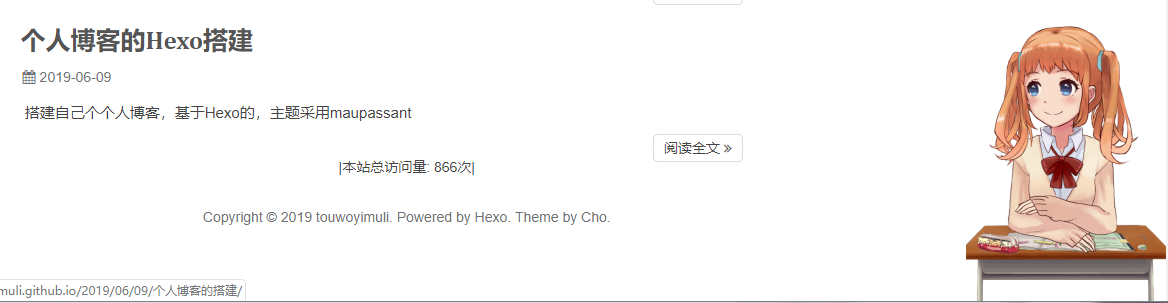 个人博客的Hexo搭建
2019-06-09
搭建自己个个人博客，基于Hexo的，主题采用maupassant
阅读全文 »
|本站总访问量: 866次|
Copyright © 2019 touwoyimuli. Powered by Hexo. Theme by Cho.
muli.github.io/2019/06/09/个人博客的搭建/